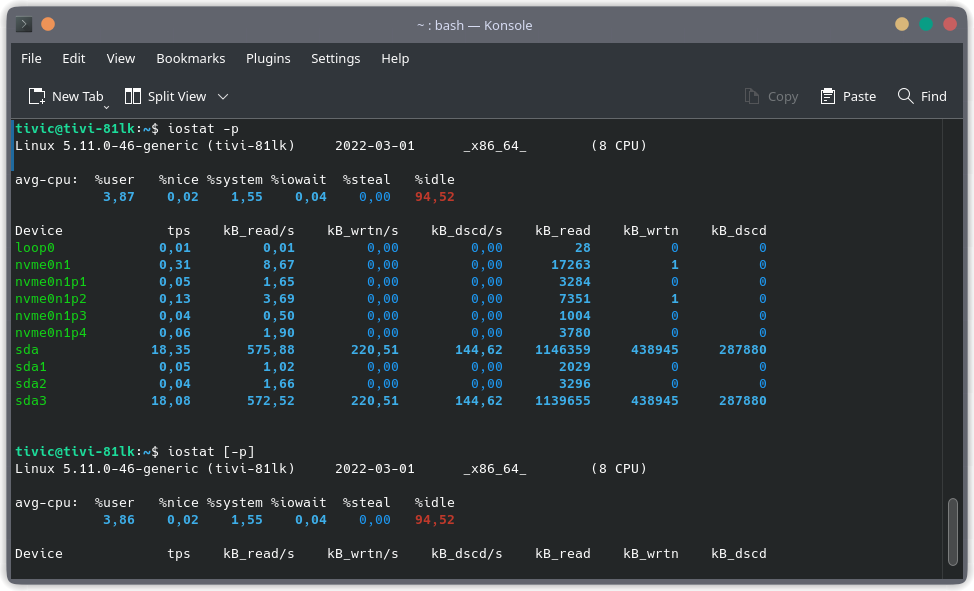 ~ : bash — Konsole
File Edit View Bookmarks Plugins Settings Help
New Tab Split View Copy Paste Find
tivic@tivi-81lk:~$ iostat -p
Linux 5.11.0-46-generic (tivi-81lk) 2022-03-01 _x86_64_ (8 CPU)
avg-cpu: %user %nice %system %iowait %steal %idle
3,87 0,02 1,55 0,04 0,00 94,52
Device tps kB_read/s kB_wrtn/s kB_dscd/s kB_read kB_wrtn kB_dscd
loop0 0,01 0,01 0,00 0,00 28 0 0
nvme0n1 0,31 8,67 0,00 0,00 17263 1 0
nvme0n1p1 0,05 1,65 0,00 0,00 3284 0 0
nvme0n1p2 0,13 3,69 0,00 0,00 7351 1 0
nvme0n1p3 0,04 0,50 0,00 0,00 1004 0 0
nvme0n1p4 0,06 1,90 0,00 0,00 3780 0 0
sda 18,35 575,88 220,51 144,62 1146359 438945 287880
sda1 0,05 1,02 0,00 0,00 2029 0 0
sda2 0,04 1,66 0,00 0,00 3296 0 0
sda3 18,08 572,52 220,51 144,62 1139655 438945 287880
tivic@tivi-81lk:~$ iostat [-p]
Linux 5.11.0-46-generic (tivi-81lk) 2022-03-01 _x86_64_ (8 CPU)
avg-cpu: %user %nice %system %iowait %steal %idle
3,86 0,02 1,55 0,04 0,00 94,52
Device tps kB_read/s kB_wrtn/s kB_dscd/s kB_read kB_wrtn kB_dscd